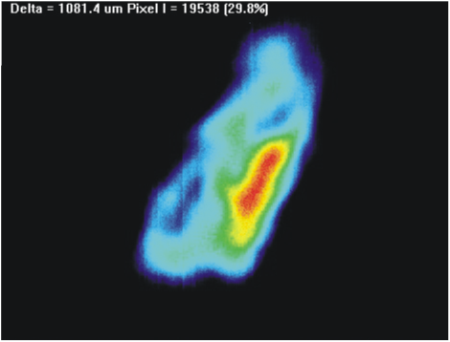 Delta = 1081.4 um Pixel I = 19538 (29.8%)